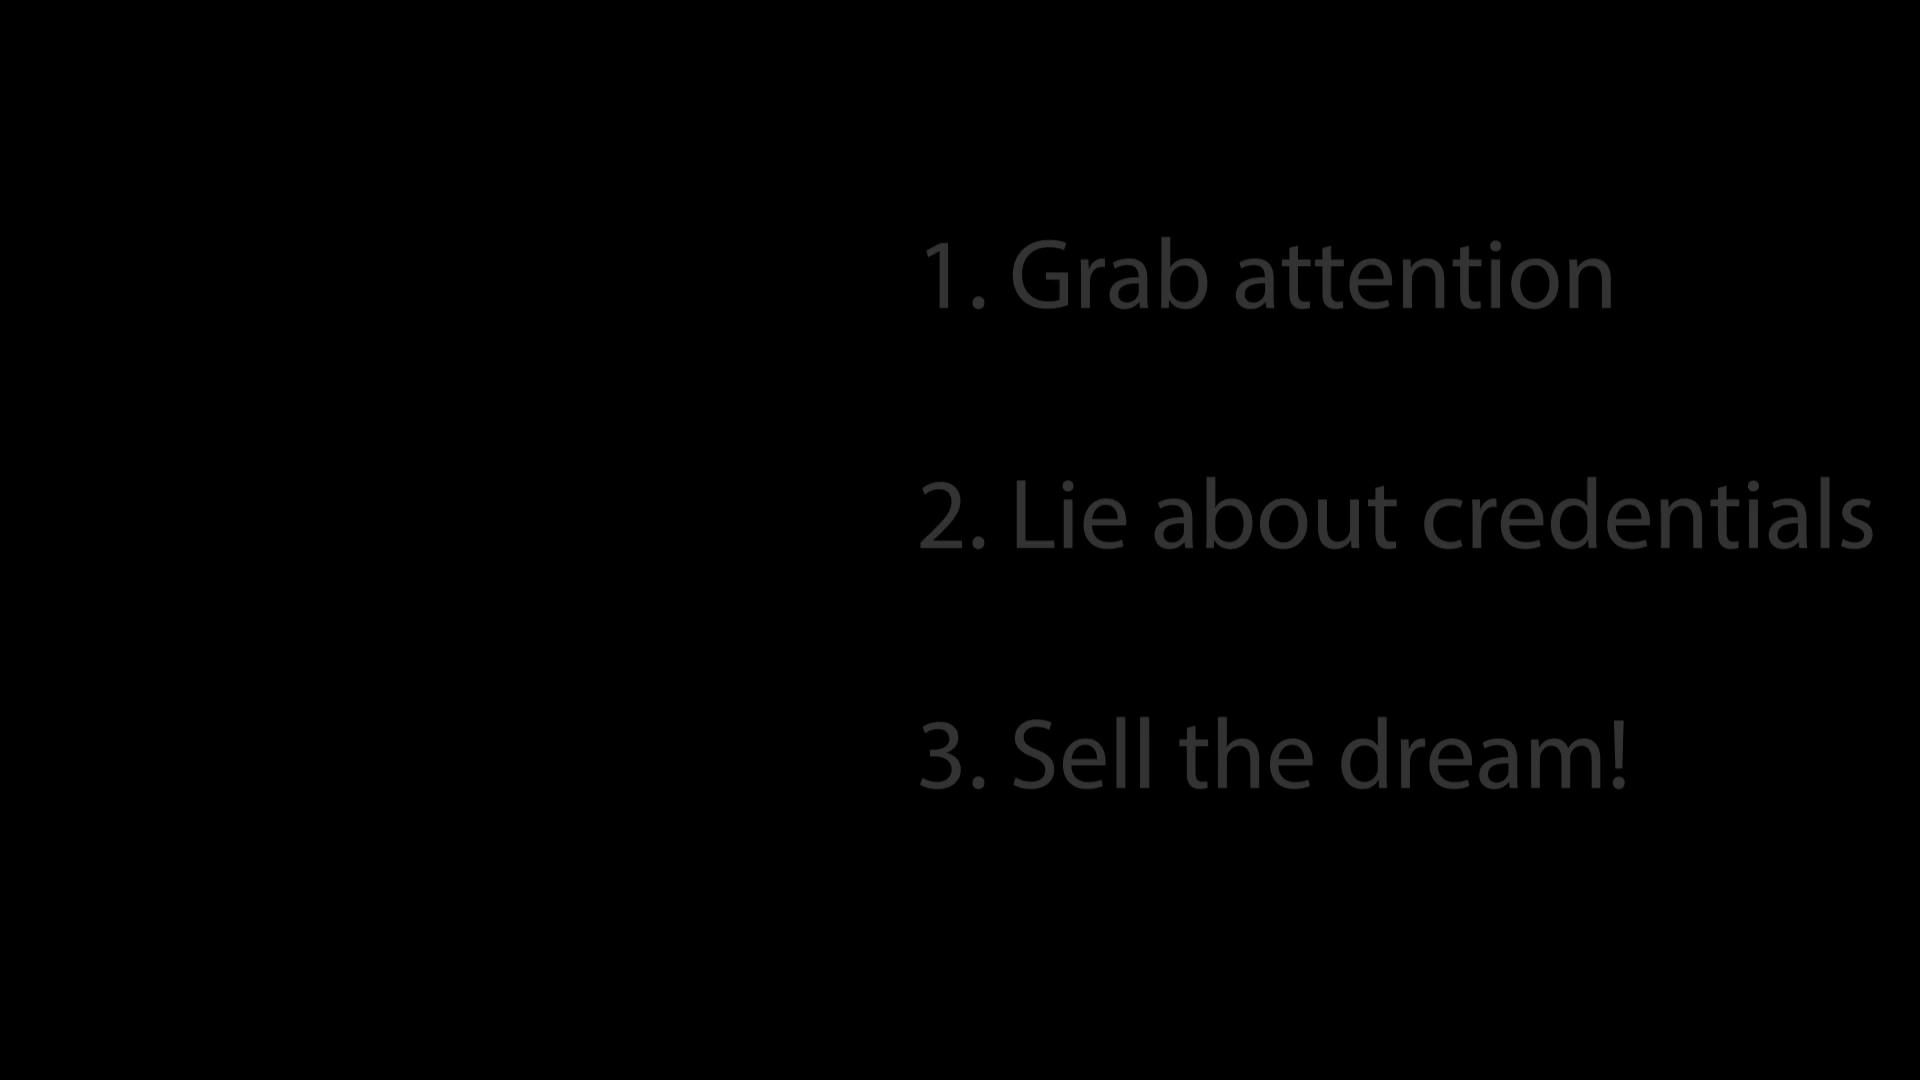 1. Grab attention
2. Lie about credentials
3. Sell the dream!